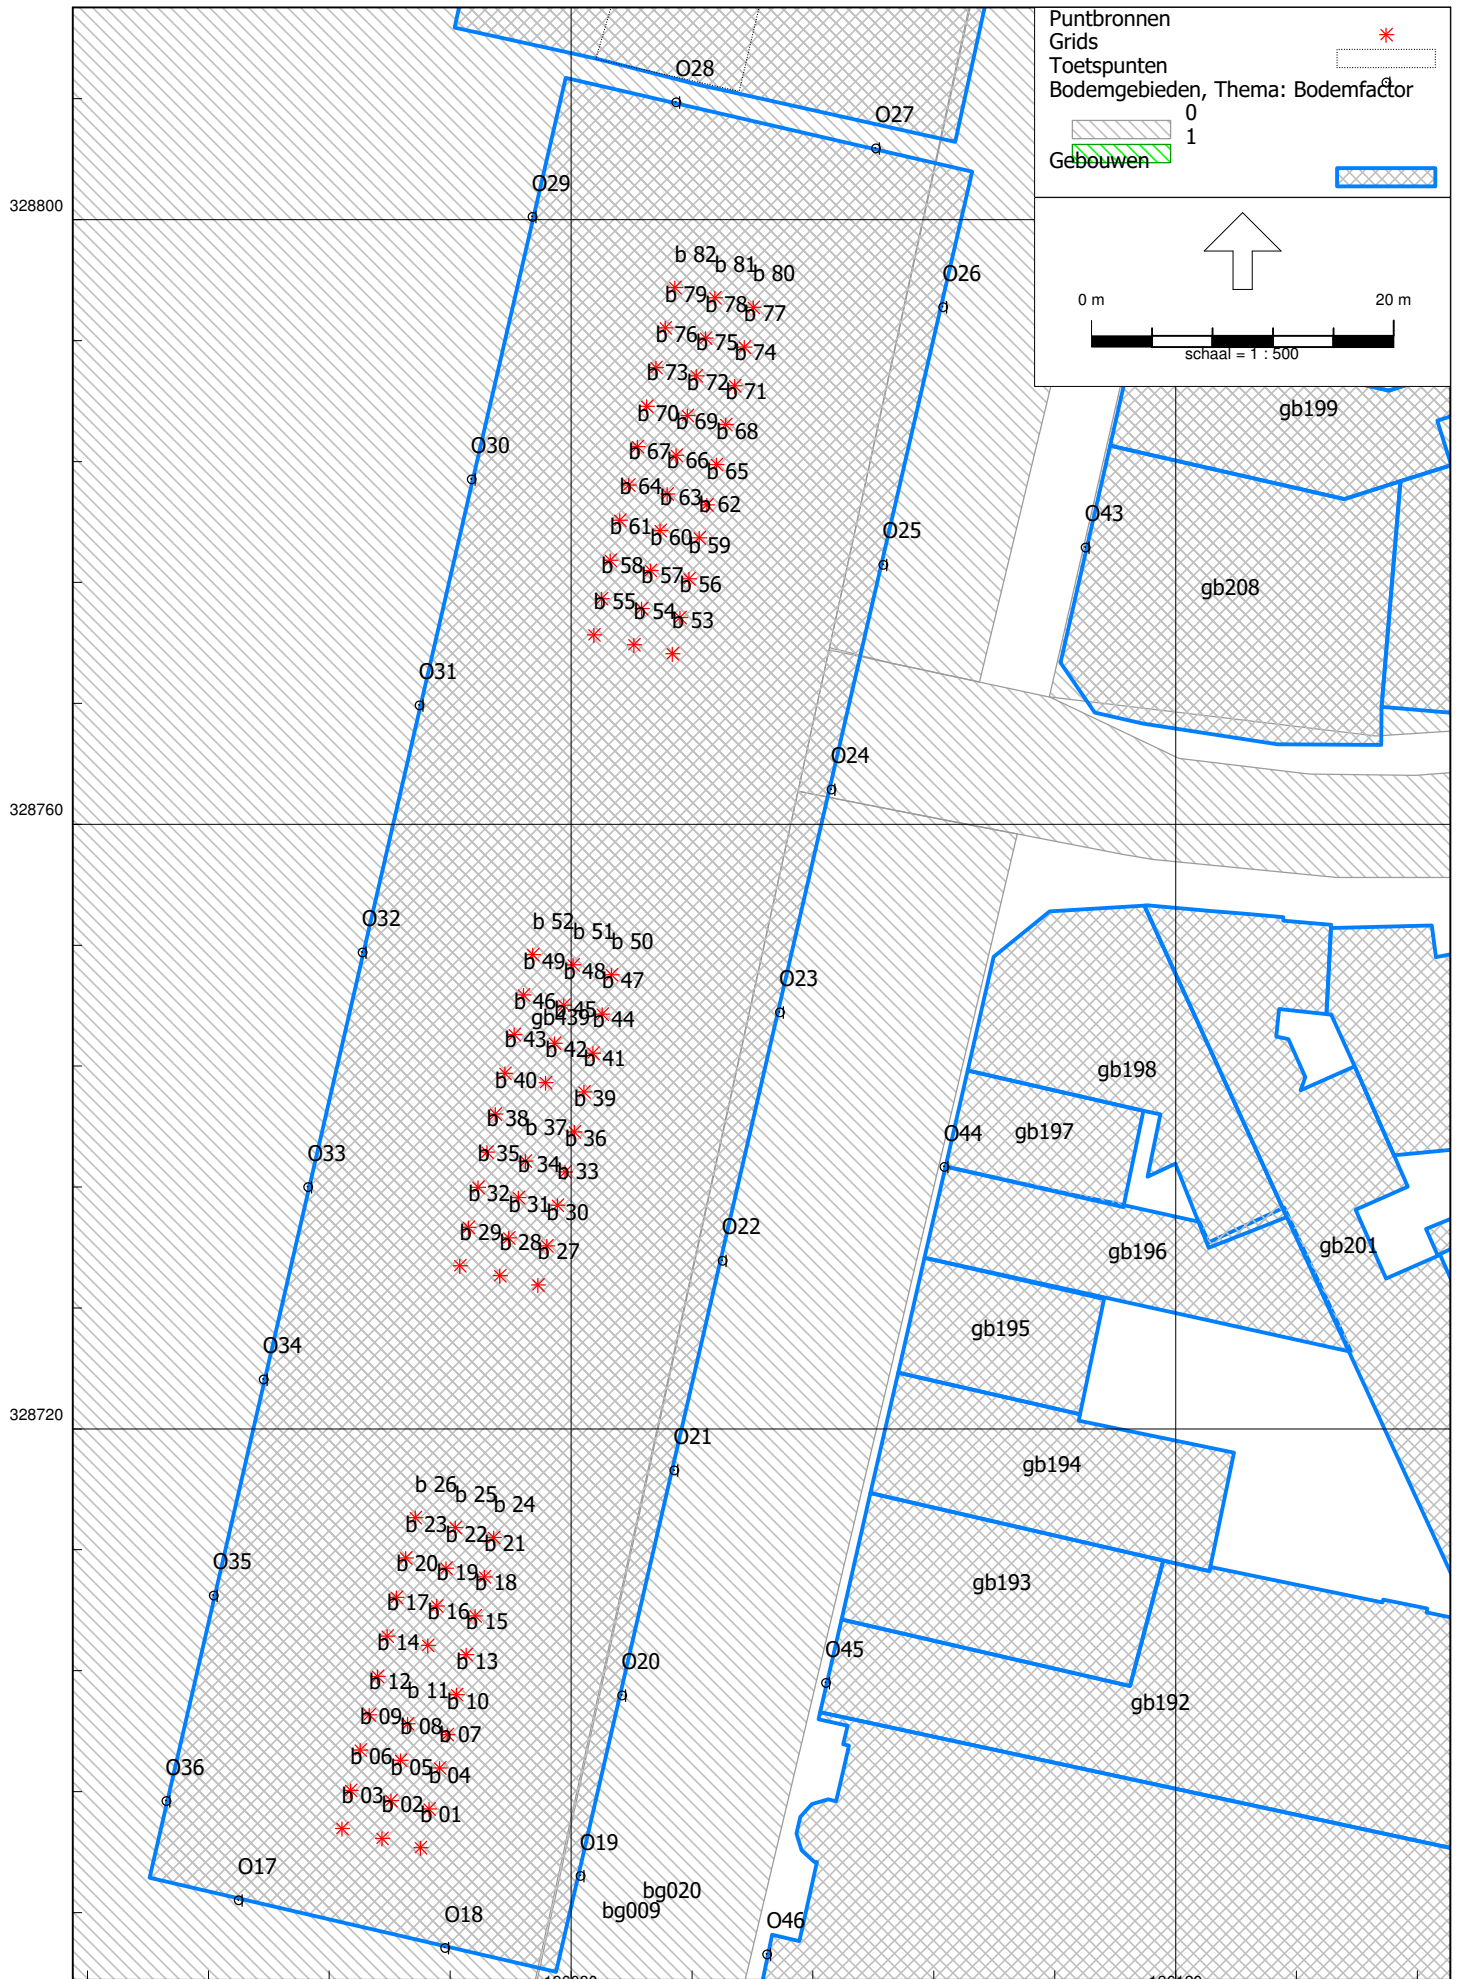 Puntbronnen
Grids
Toetspunten
Bodemgebieden, Thema: Bodemfactor
0
1
Gebouwen
0 m 20 m
schaal = 1 : 500
O28
O27
O29
328800
b 82 b 81 b 80
O26
b 79 b 78 b 77
b 76 b 75 b 74
b 73 b 72 b 71
gb199
b 70 b 69 b 68
O30
b 67 b 66 b 65
b 64 b 63 b 62
O43
b 61 b 60 b 59
O25
b 58 b 57 b 56
gb208
b 55 b 54 b 53
O31
O24
328760
O32
b 52 b 51 b 50
b 49 b 48 b 47
O23
b 46 b 45 b 44
gb439
b 43 b 42 b 41
gb198
b 40 b 39
b 38 b 37 b 36
gb197
O44
b 35 b 34 b 33
O33
b 32 b 31 b 30
b 29 b 28 b 27
O22
gb196
gb201
gb195
O34
328720
O21
gb194
b 26 b 25 b 24
b 23 b 22 b 21
O35
b 20 b 19 b 18
gb193
b 17 b 16 b 15
b 14 b 13
O45
b 12 b 11 b 10
O20
gb192
b 09 b 08 b 07
b 06 b 05 b 04
O36
b 03 b 02 b 01
O19
O17
bg020
bg009
O18
O46